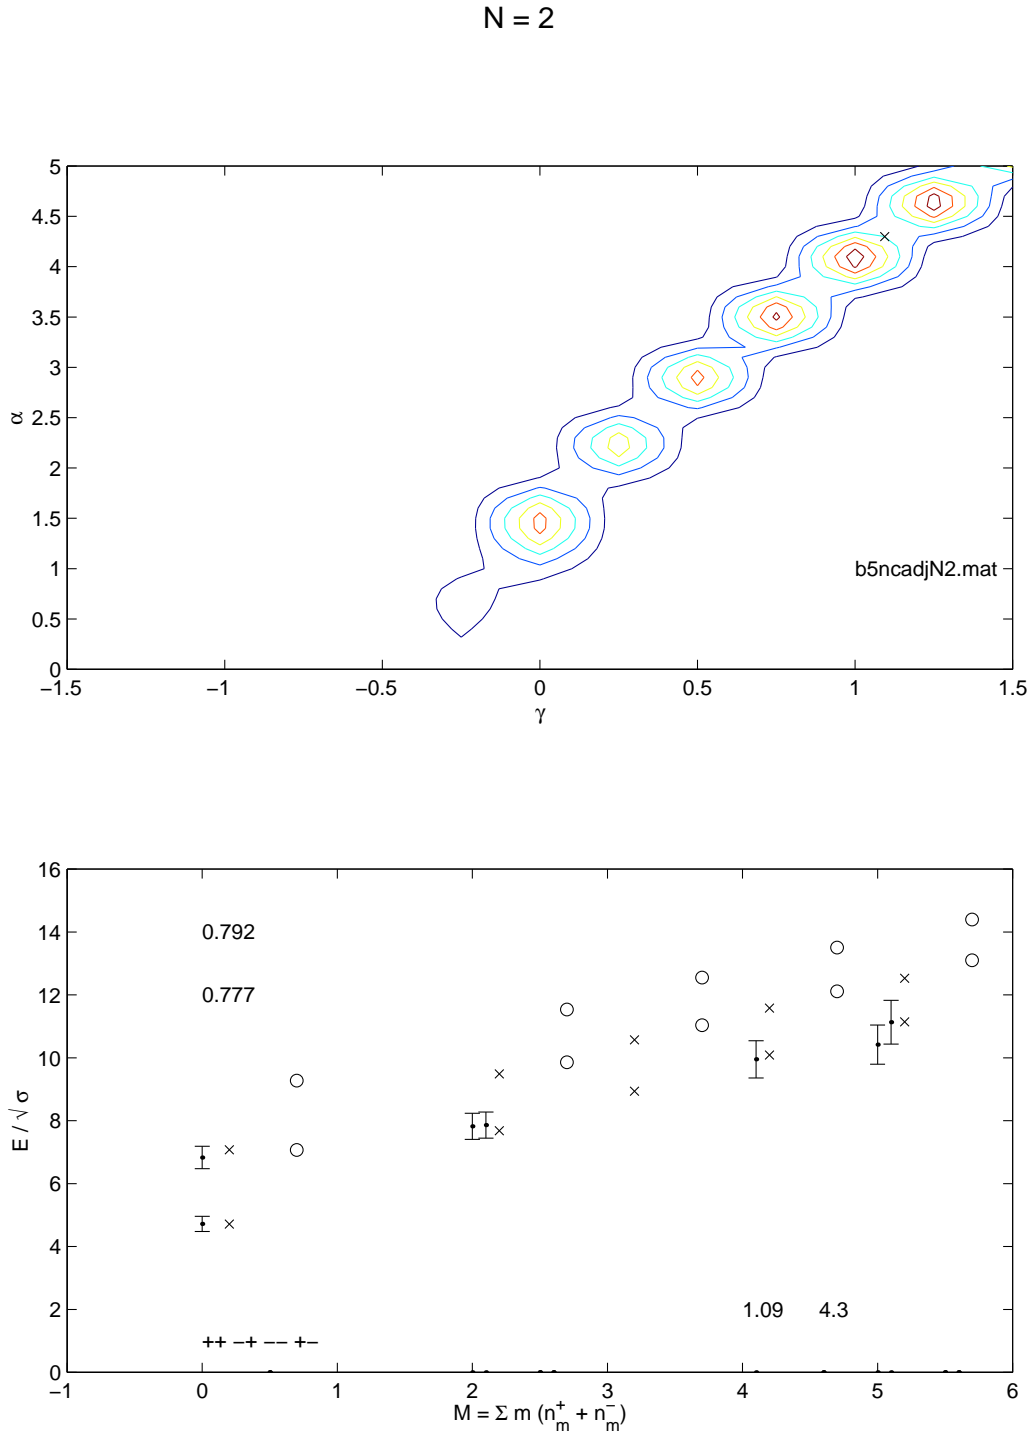 N = 2
5
4.5
4
3.5
3
2.5
2
1.5
1
0.5
0
α
b5ncadjN2.mat
−1.5 −1 −0.5 0 0.5 1 1.5
γ
16
14
12
10
8
6
4
2
0
E / √ σ
0.792
0.777
1.09 4.3
++ −+ −− +−
−1 0 1 2 3 4 5 6
M = Σ m (n_m^+ + n_m^−)